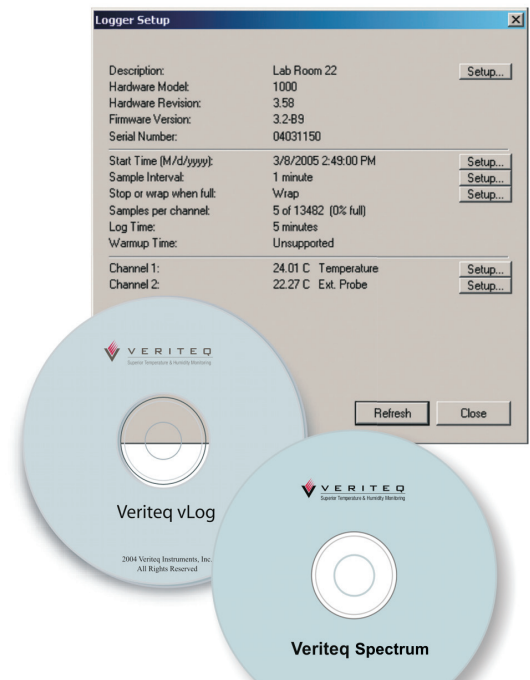 Logger Setup
Description: Lab Room 22 Setup...
Hardware Model: 1000
Hardware Revision: 3.58
Firmware Version: 3.2-B9
Serial Number: 04031150
Start Time (M/d/yyyy): 3/8/2005 2:49:00 PM Setup...
Sample Interval: 1 minute Setup...
Stop or wrap when full: Wrap Setup...
Samples per channel: 5 of 13482 (0% full)
Log Time: 5 minutes
Warmup Time: Unsupported
Channel 1: 24.01 C Temperature Setup...
Channel 2: 22.27 C Ext. Probe Setup...
Refresh Close
VERITEQ
Superior Temperature & Humidity Monitoring
Veriteq vLog
2004 Veriteq Instruments, Inc.
All Rights Reserved
VERITEQ
Superior Temperature & Humidity Monitoring
Veriteq Spectrum